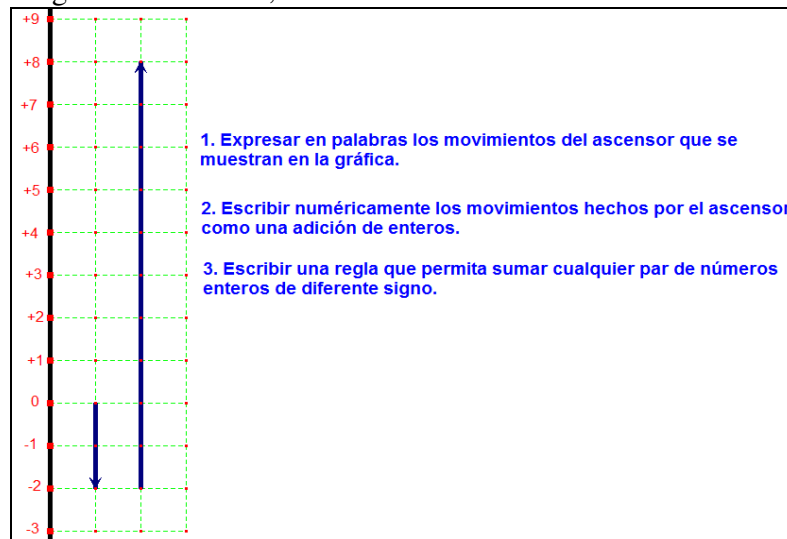 +9
+8
+7
+6
+5
+4
+3
+2
+1
0
-1
-2
-3
1. Expresar en palabras los movimientos del ascensor que se
muestran en la gráfica.
2. Escribir numéricamente los movimientos hechos por el ascensor
como una adición de enteros.
3. Escribir una regla que permita sumar cualquier par de números
enteros de diferente signo.